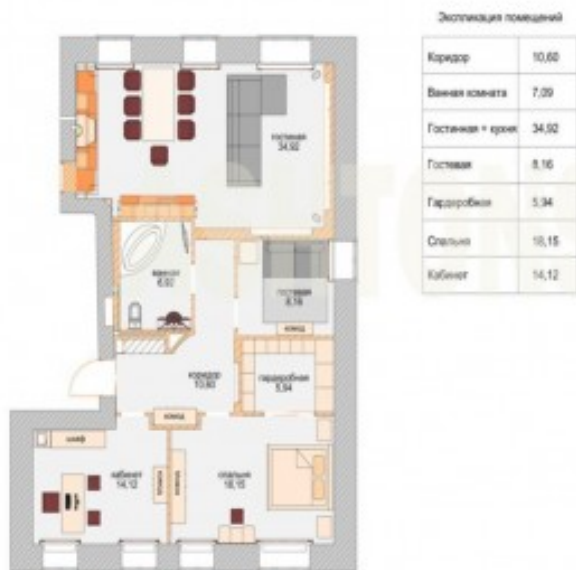 Экспликация помещений
Коридор 10,60
Ванная комната 7,09
Гостинная + кухня 34,92
Гостевая 8,16
Гардеробная 5,94
Спальня 18,15
Кабинет 14,12
гостиная
34,92
ванная
гостевая
8,16
комод
коридор
10,60
гардеробная
5,94
комод
шкаф
кабинет
14,12
спальня
18,15